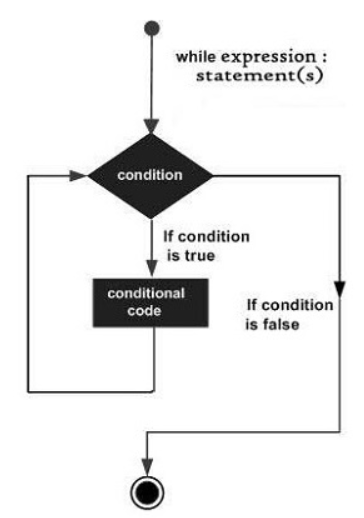 while expression :
statement(s)
condition
If condition
is true
conditional
code
If condition
is false